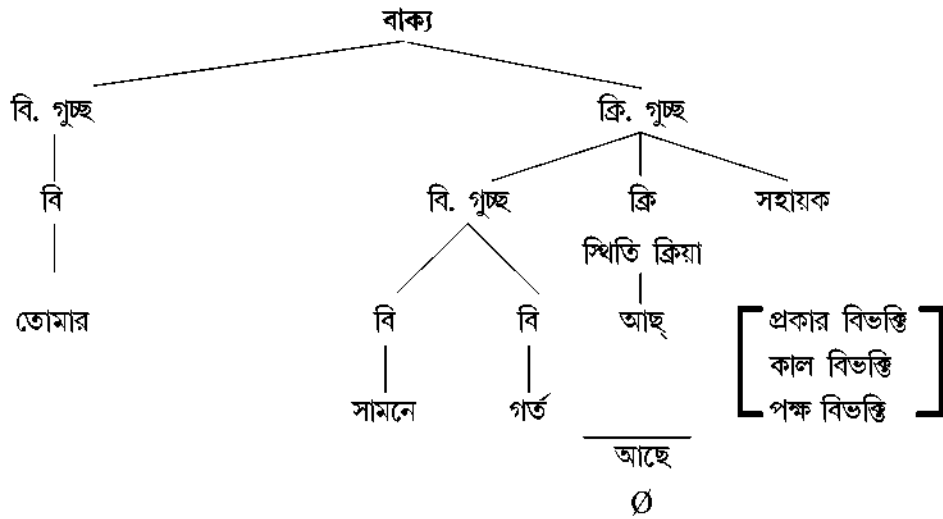 বাক্য
বি. গুচ্ছ ক্রি. গুচ্ছ
বি বি. গুচ্ছ ক্রি সহায়ক
স্থিতি ক্রিয়া
তোমার বি বি আছ্ প্রকার বিভক্তি
কাল বিভক্তি
সামনে গর্ত পক্ষ বিভক্তি
আছে
Ø